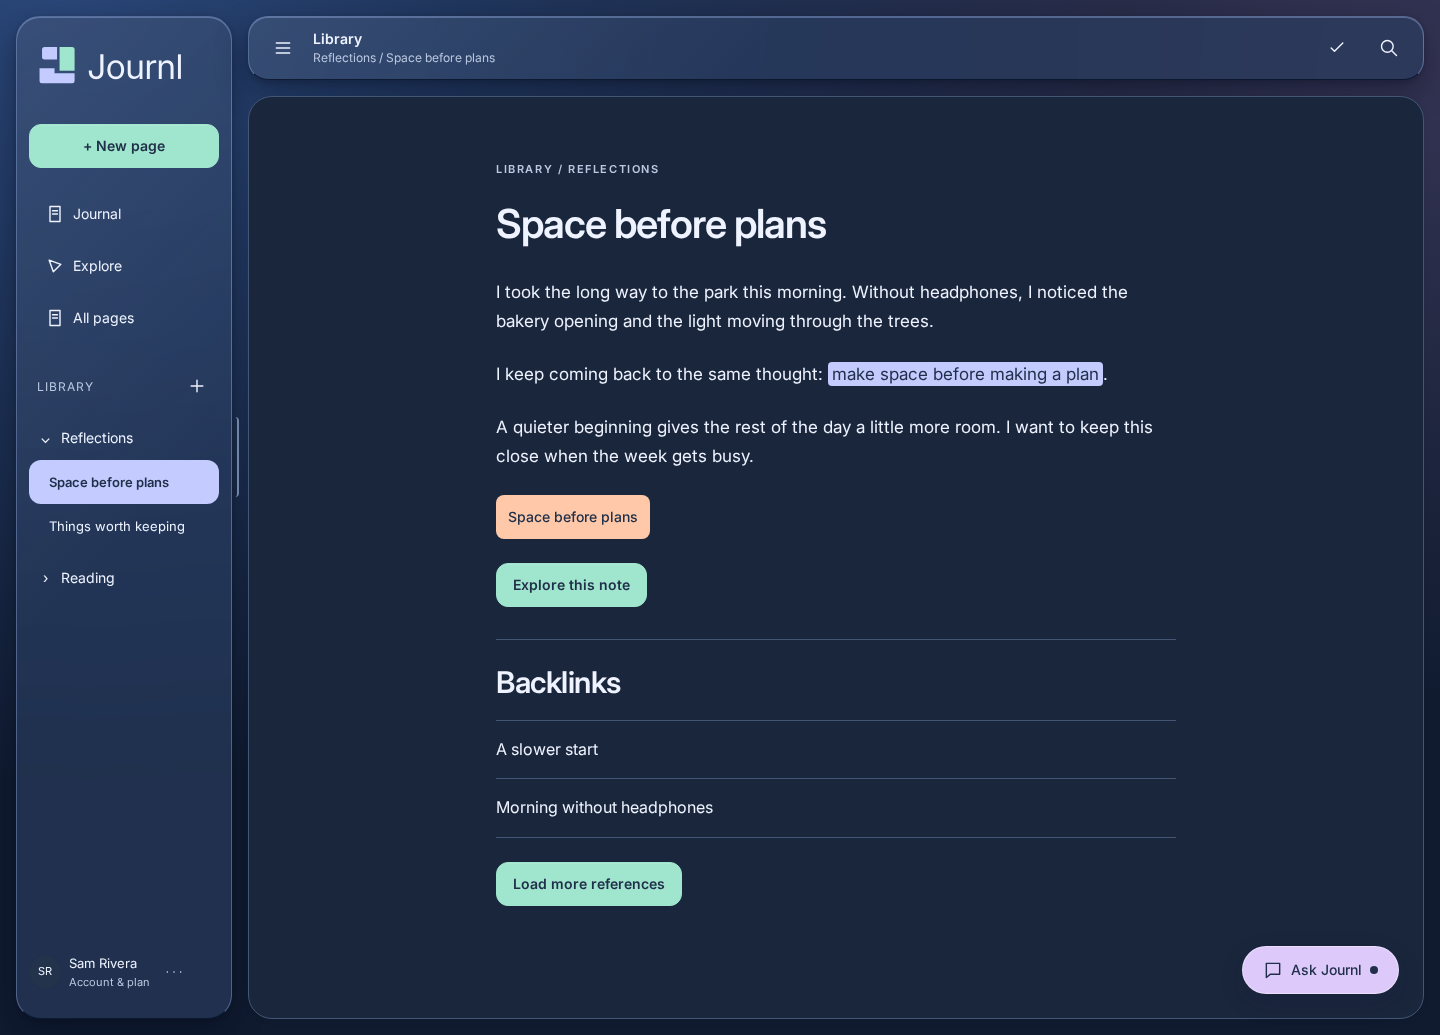 Journl
+ New page
Journal
Explore
All pages
LIBRARY
Reflections
Space before plans
Things worth keeping
Reading
SR
Sam Rivera
Account & plan
Library
Reflections / Space before plans
LIBRARY / REFLECTIONS
Space before plans
I took the long way to the park this morning. Without headphones, I noticed the
bakery opening and the light moving through the trees.
I keep coming back to the same thought: make space before making a plan.
A quieter beginning gives the rest of the day a little more room. I want to keep this
close when the week gets busy.
Space before plans
Explore this note
Backlinks
A slower start
Morning without headphones
Load more references
Ask Journl